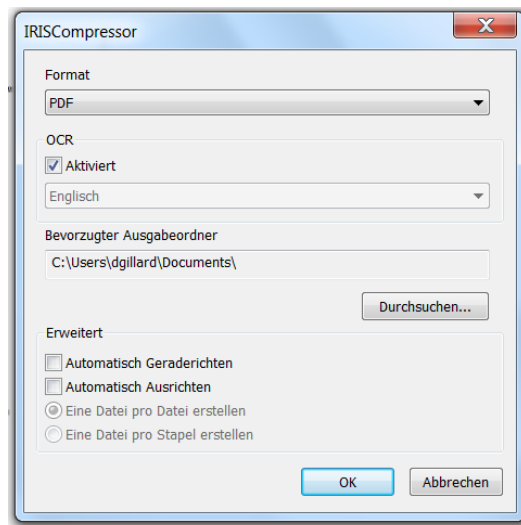 IRISCompressor
Format
PDF
OCR
Aktiviert
Englisch
Bevorzugter Ausgabeordner
C:\Users\dgillard\Documents\
Durchsuchen...
Erweitert
Automatisch Geraderichten
Automatisch Ausrichten
Eine Datei pro Datei erstellen
Eine Datei pro Stapel erstellen
OK Abbrechen